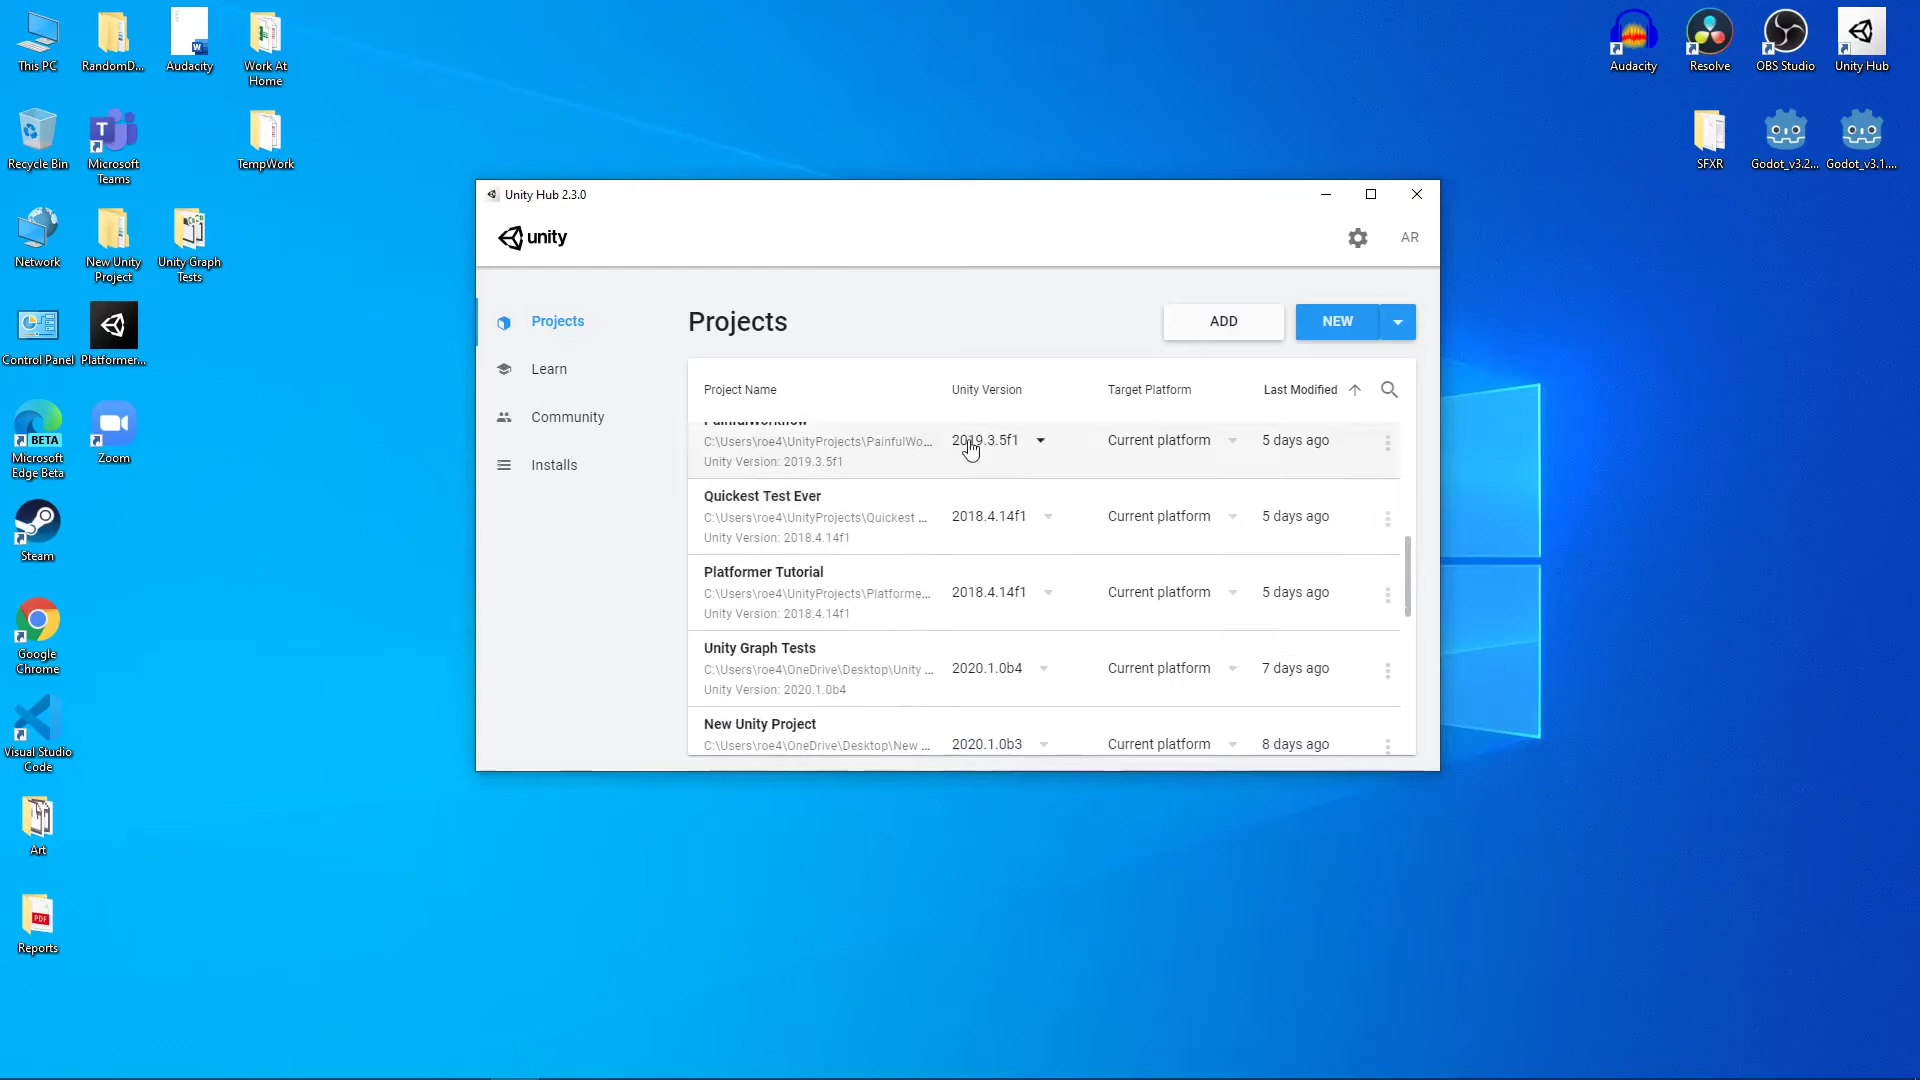 This PC
RandomD...
Audacity
Work At
Home
Audacity
Resolve
OBS Studio
Unity Hub
Recycle Bin
Microsoft
Teams
TempWork
SFXR
Godot_v3.2...
Godot_v3.1....
Network
New Unity
Project
Unity Graph
Tests
Control Panel
Platformer...
BETA
Microsoft
Edge Beta
Zoom
Steam
Google
Chrome
Visual Studio
Code
Art
PDF
Reports
Unity Hub 2.3.0
unity
AR
Projects
Learn
Community
Installs
Projects
ADD
NEW
Project Name
Unity Version
Target Platform
Last Modified
PainfulWorkflow
C:\Users\roe4\UnityProjects\PainfulWo...
Unity Version: 2019.3.5f1
2019.3.5f1
Current platform
5 days ago
Quickest Test Ever
C:\Users\roe4\UnityProjects\Quickest ...
Unity Version: 2018.4.14f1
2018.4.14f1
Current platform
5 days ago
Platformer Tutorial
C:\Users\roe4\UnityProjects\Platforme...
Unity Version: 2018.4.14f1
2018.4.14f1
Current platform
5 days ago
Unity Graph Tests
C:\Users\roe4\OneDrive\Desktop\Unity ...
Unity Version: 2020.1.0b4
2020.1.0b4
Current platform
7 days ago
New Unity Project
C:\Users\roe4\OneDrive\Desktop\New ...
2020.1.0b3
Current platform
8 days ago